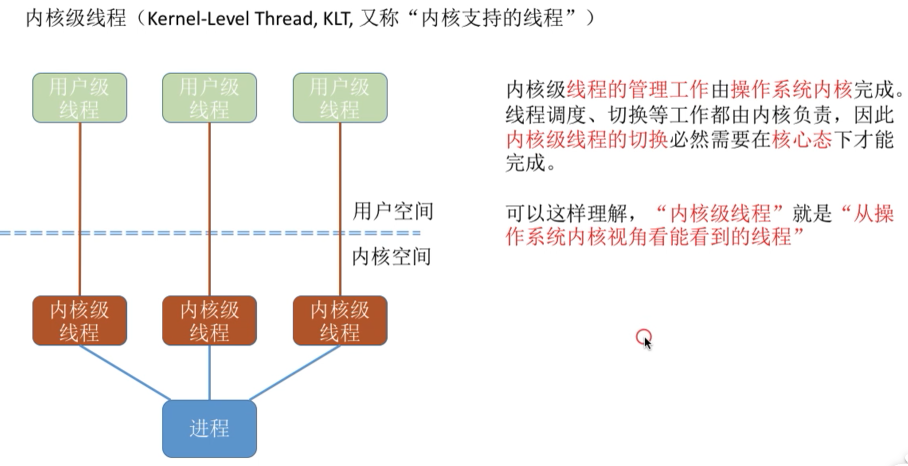 内核级线程（Kernel-Level Thread, KLT, 又称“内核支持的线程”）
用户级
线程
用户级
线程
用户级
线程
用户空间
内核空间
内核级
线程
内核级
线程
内核级
线程
进程
内核级线程的管理工作由操作系统内核完成。
线程调度、切换等工作都由内核负责，因此
内核级线程的切换必然需要在核心态下才能
完成。
可以这样理解，“内核级线程”就是“从操
作系统内核视角看能看到的线程”